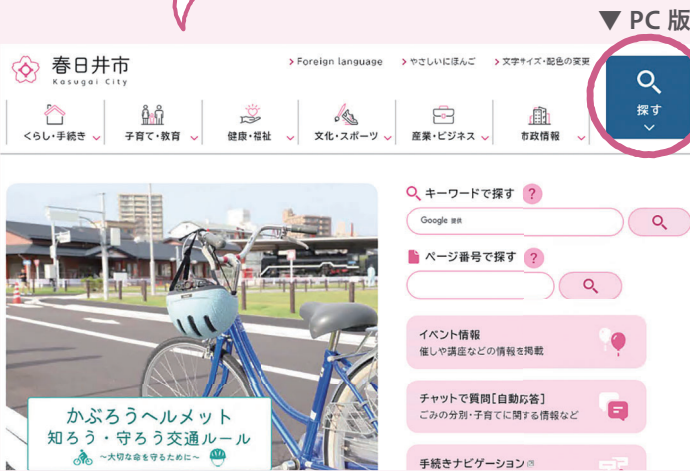 ▼ PC 版
春日井市
Kasugai City
Foreign language
やさしいにほんご
文字サイズ・配色の変更
探す
くらし・手続き
子育て・教育
健康・福祉
文化・スポーツ
産業・ビジネス
市政情報
キーワードで探す ?
Google 提供
ページ番号で探す ?
イベント情報
催しや講座などの情報を掲載
チャットで質問[自動応答]
ごみの分別・子育てに関する情報など
手続きナビゲーション
かぶろうヘルメット
知ろう・守ろう交通ルール
～大切な命を守るために～